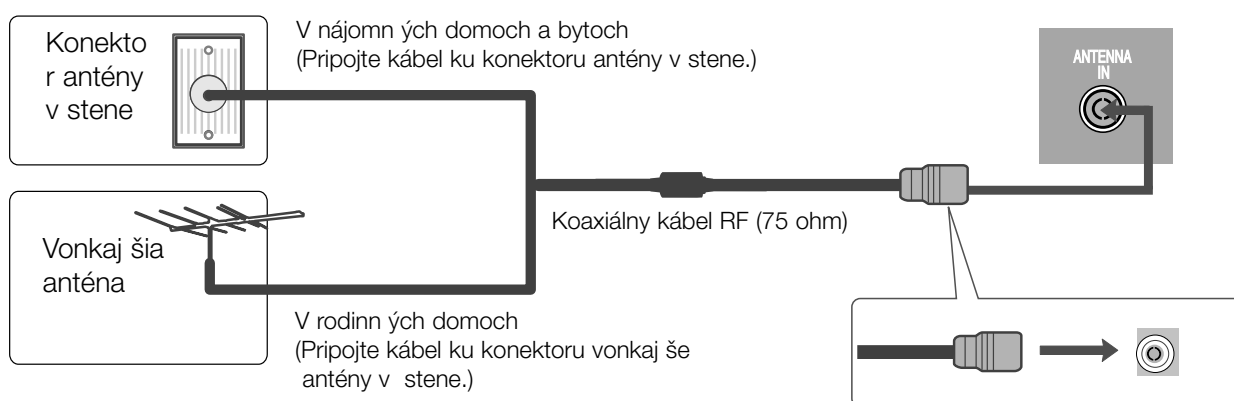 Konekto
r antény
v stene
V nájomn ých domoch a bytoch
(Pripojte kábel ku konektoru antény v stene.)
ANTENNA
IN
Koaxiálny kábel RF (75 ohm)
Vonkaj šia
anténa
V rodinn ých domoch
(Pripojte kábel ku konektoru vonkaj še
antény v stene.)